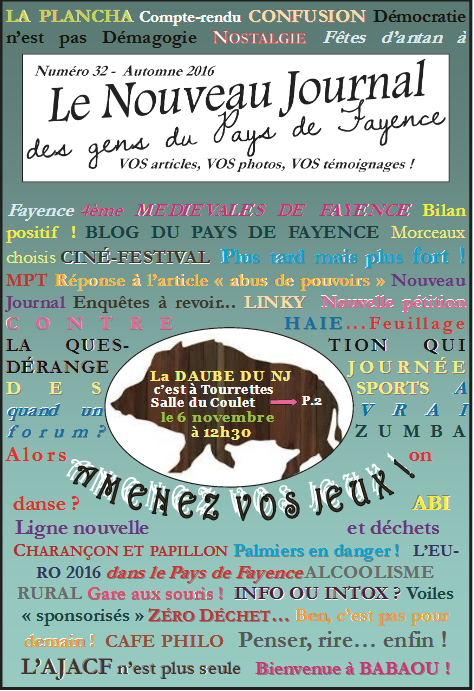 LA PLANCHA Compte-rendu CONFUSION Démocratie
n'est pas Démagogie NOSTALGIE Fêtes d'antan à
Numéro 32 - Automne 2016
Le Nouveau Journal
des gens du Pays de Fayence
VOS articles, VOS photos, VOS témoignages !
Fayence 4ème MEDIEVALES DE FAYENCE Bilan
positif ! BLOG DU PAYS DE FAYENCE Morceaux
choisis CINÉ-FESTIVAL Plus tard mais plus fort !
MPT Réponse à l'article « abus de pouvoirs » Nouveau
Journal Enquêtes à revoir... LINKY Nouvelle pétition
CONTRE HAIE...Feuillage
LA QUES- TION QUI
DÉRANGE JOURNÉE
DES SPORTS A
quand un VRAI
forum ? ZUMBA
Alors on
La DAUBE DU NJ
c'est à Tourrettes
Salle du Coulet P.2
le 6 novembre
à 12h30
AMENEZ VOS JEUX !
danse ? ABI
Ligne nouvelle et déchets
CHARANÇON ET PAPILLON Palmiers en danger ! L'EU-
RO 2016 dans le Pays de Fayence ALCOOLISME
RURAL Gare aux souris ! INFO OU INTOX ? Voiles
« sponsorisés » ZÉRO DÉCHET... Ben, c'est pas pour
demain ! CAFE PHILO Penser, rire... enfin !
L'AJACF n'est plus seule Bienvenue à BABAOU !